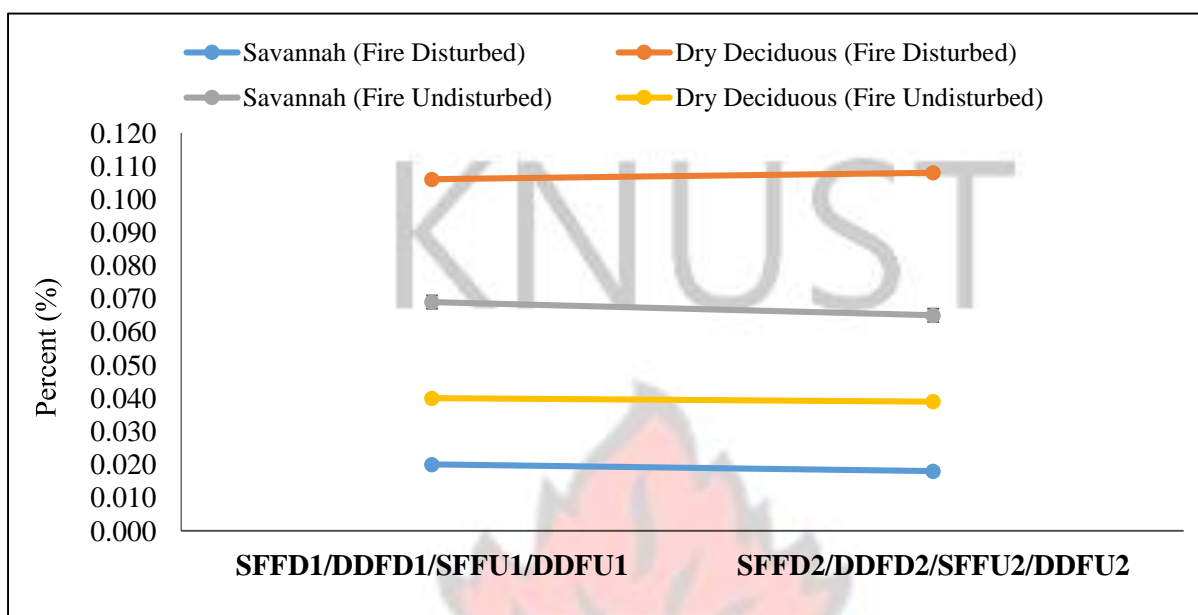 Savannah (Fire Disturbed) Dry Deciduous (Fire Disturbed)
Savannah (Fire Undisturbed) Dry Deciduous (Fire Undisturbed)
0.120
0.110
0.100
0.090
0.080
0.070
0.060
0.050
0.040
0.030
0.020
0.010
0.000
Percent (%)
KNUST
SFFD1/DDFD1/SFFU1/DDFU1 SFFD2/DDFD2/SFFU2/DDFU2